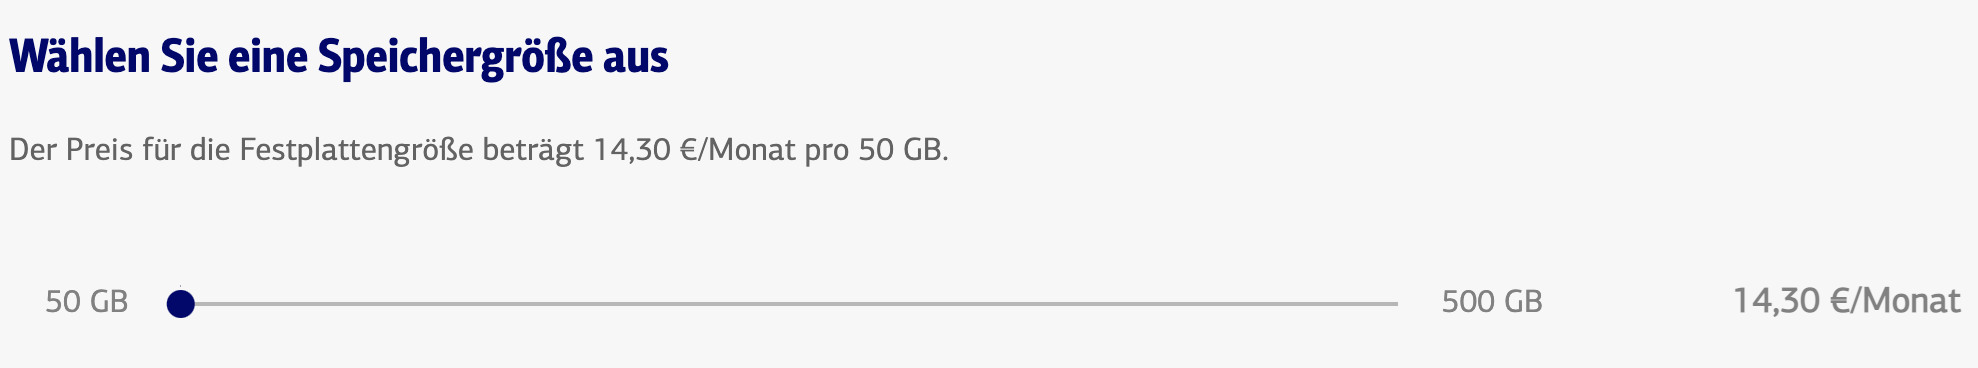 Wählen Sie eine Speichergröße aus
Der Preis für die Festplattengröße beträgt 14,30 €/Monat pro 50 GB.
50 GB 500 GB 14,30 €/Monat